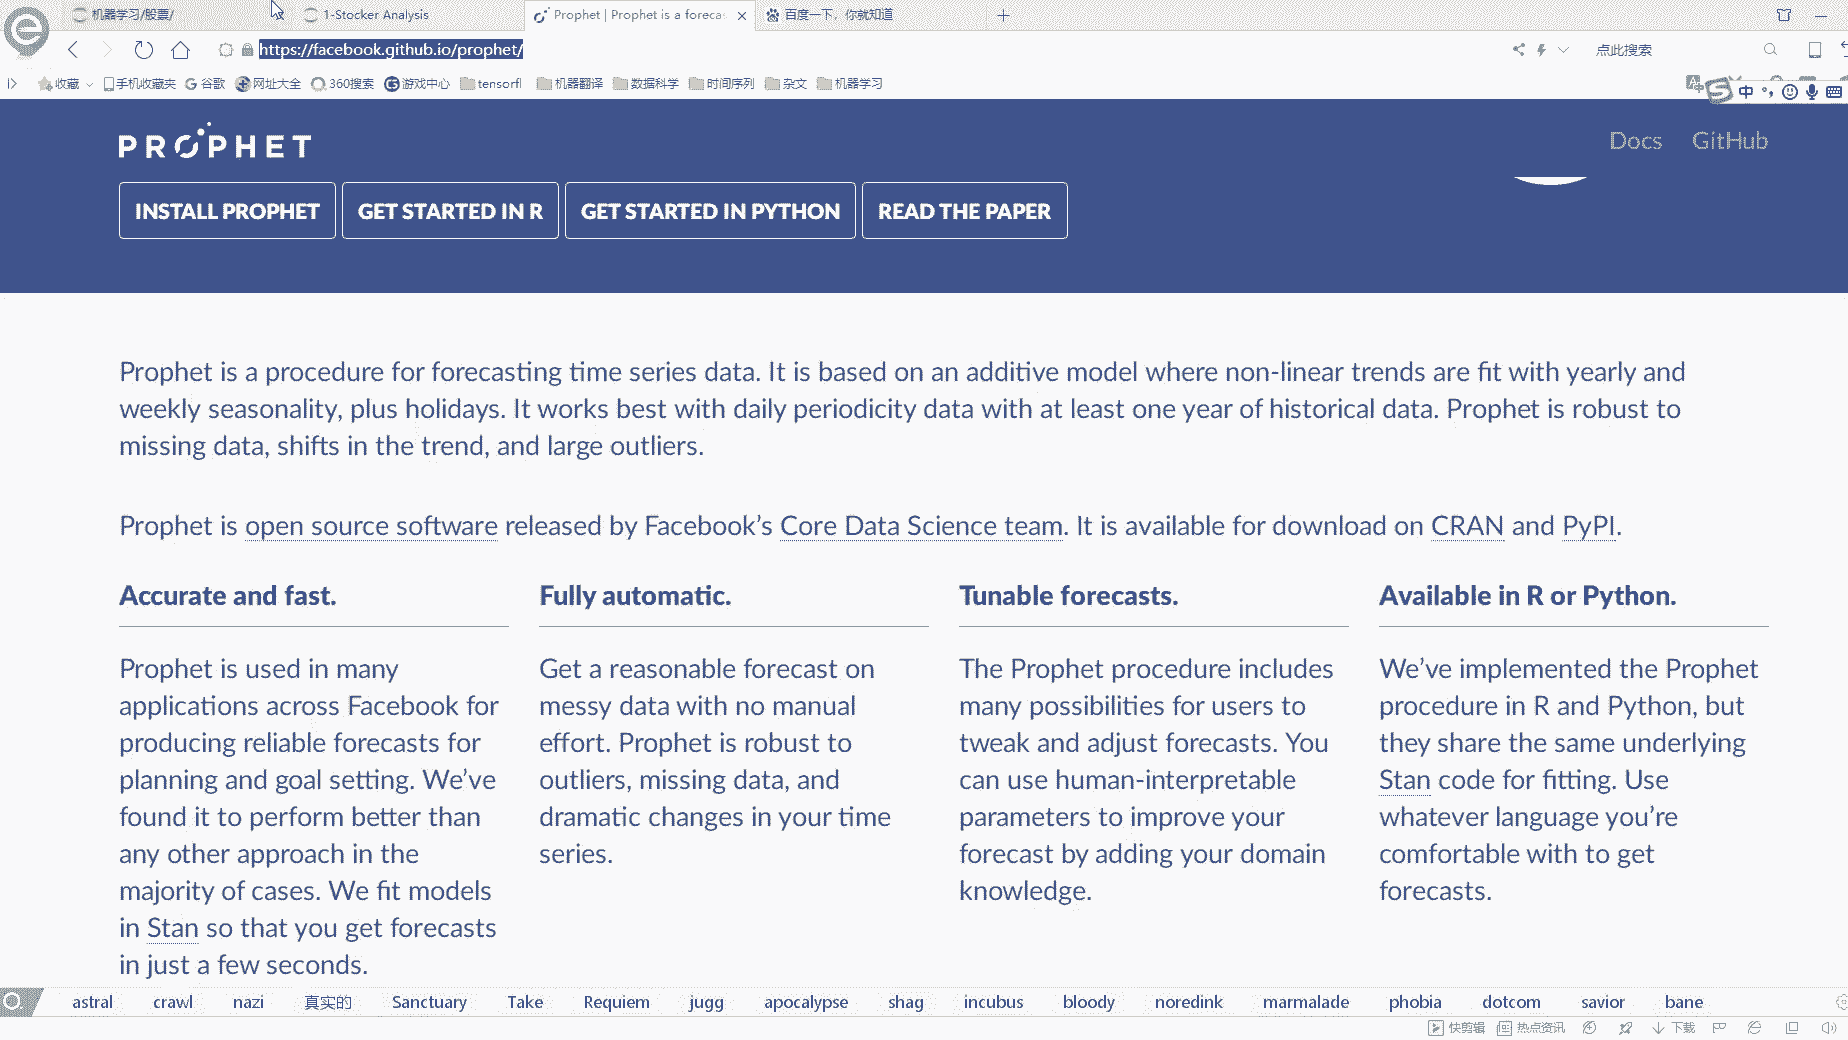 机器学习/股票/
1-Stocker Analysis
Prophet | Prophet is a foreca
百度一下，你就知道
https://facebook.github.io/prophet/
点此搜索
收藏
手机收藏夹
谷歌
网址大全
360搜索
游戏中心
tensorfl
机器翻译
数据科学
时间序列
杂文
机器学习
中
PROPHET
Docs
GitHub
INSTALL PROPHET
GET STARTED IN R
GET STARTED IN PYTHON
READ THE PAPER
Prophet is a procedure for forecasting time series data. It is based on an additive model where non-linear trends are fit with yearly and
weekly seasonality, plus holidays. It works best with daily periodicity data with at least one year of historical data. Prophet is robust to
missing data, shifts in the trend, and large outliers.
Prophet is open source software released by Facebook’s Core Data Science team. It is available for download on CRAN and PyPI.
Accurate and fast.
Prophet is used in many
applications across Facebook for
producing reliable forecasts for
planning and goal setting. We’ve
found it to perform better than
any other approach in the
majority of cases. We fit models
in Stan so that you get forecasts
in just a few seconds.
Fully automatic.
Get a reasonable forecast on
messy data with no manual
effort. Prophet is robust to
outliers, missing data, and
dramatic changes in your time
series.
Tunable forecasts.
The Prophet procedure includes
many possibilities for users to
tweak and adjust forecasts. You
can use human-interpretable
parameters to improve your
forecast by adding your domain
knowledge.
Available in R or Python.
We’ve implemented the Prophet
procedure in R and Python, but
they share the same underlying
Stan code for fitting. Use
whatever language you’re
comfortable with to get
forecasts.
astral
crawl
nazi
真实的
Sanctuary
Take
Requiem
jugg
apocalypse
shag
incubus
bloody
noredink
marmalade
phobia
dotcom
savior
bane
快剪辑
热点资讯
下载